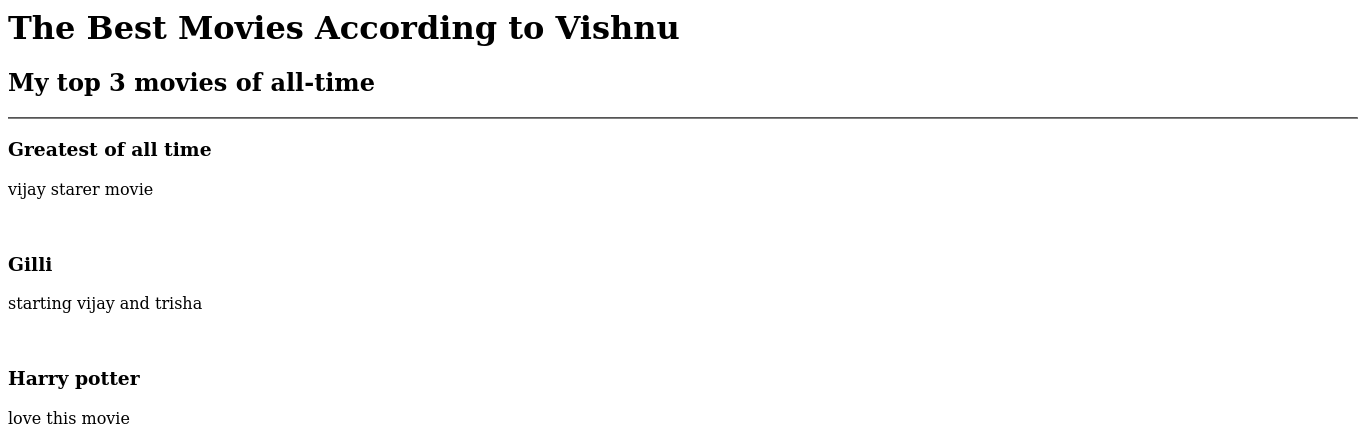 The Best Movies According to Vishnu
My top 3 movies of all-time
Greatest of all time
vijay starer movie
Gilli
starting vijay and trisha
Harry potter
love this movie